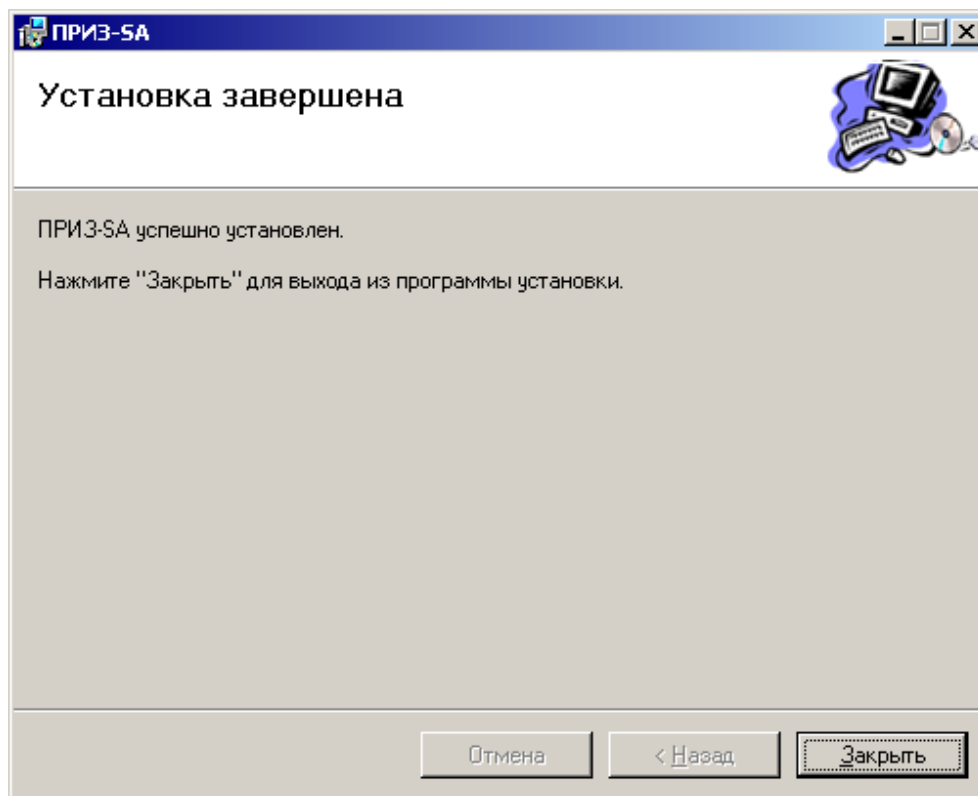 ПРИЗ-SA
Установка завершена
ПРИЗ-SA успешно установлен.
Нажмите "Закрыть" для выхода из программы установки.
Отмена
< Назад
Закрыть